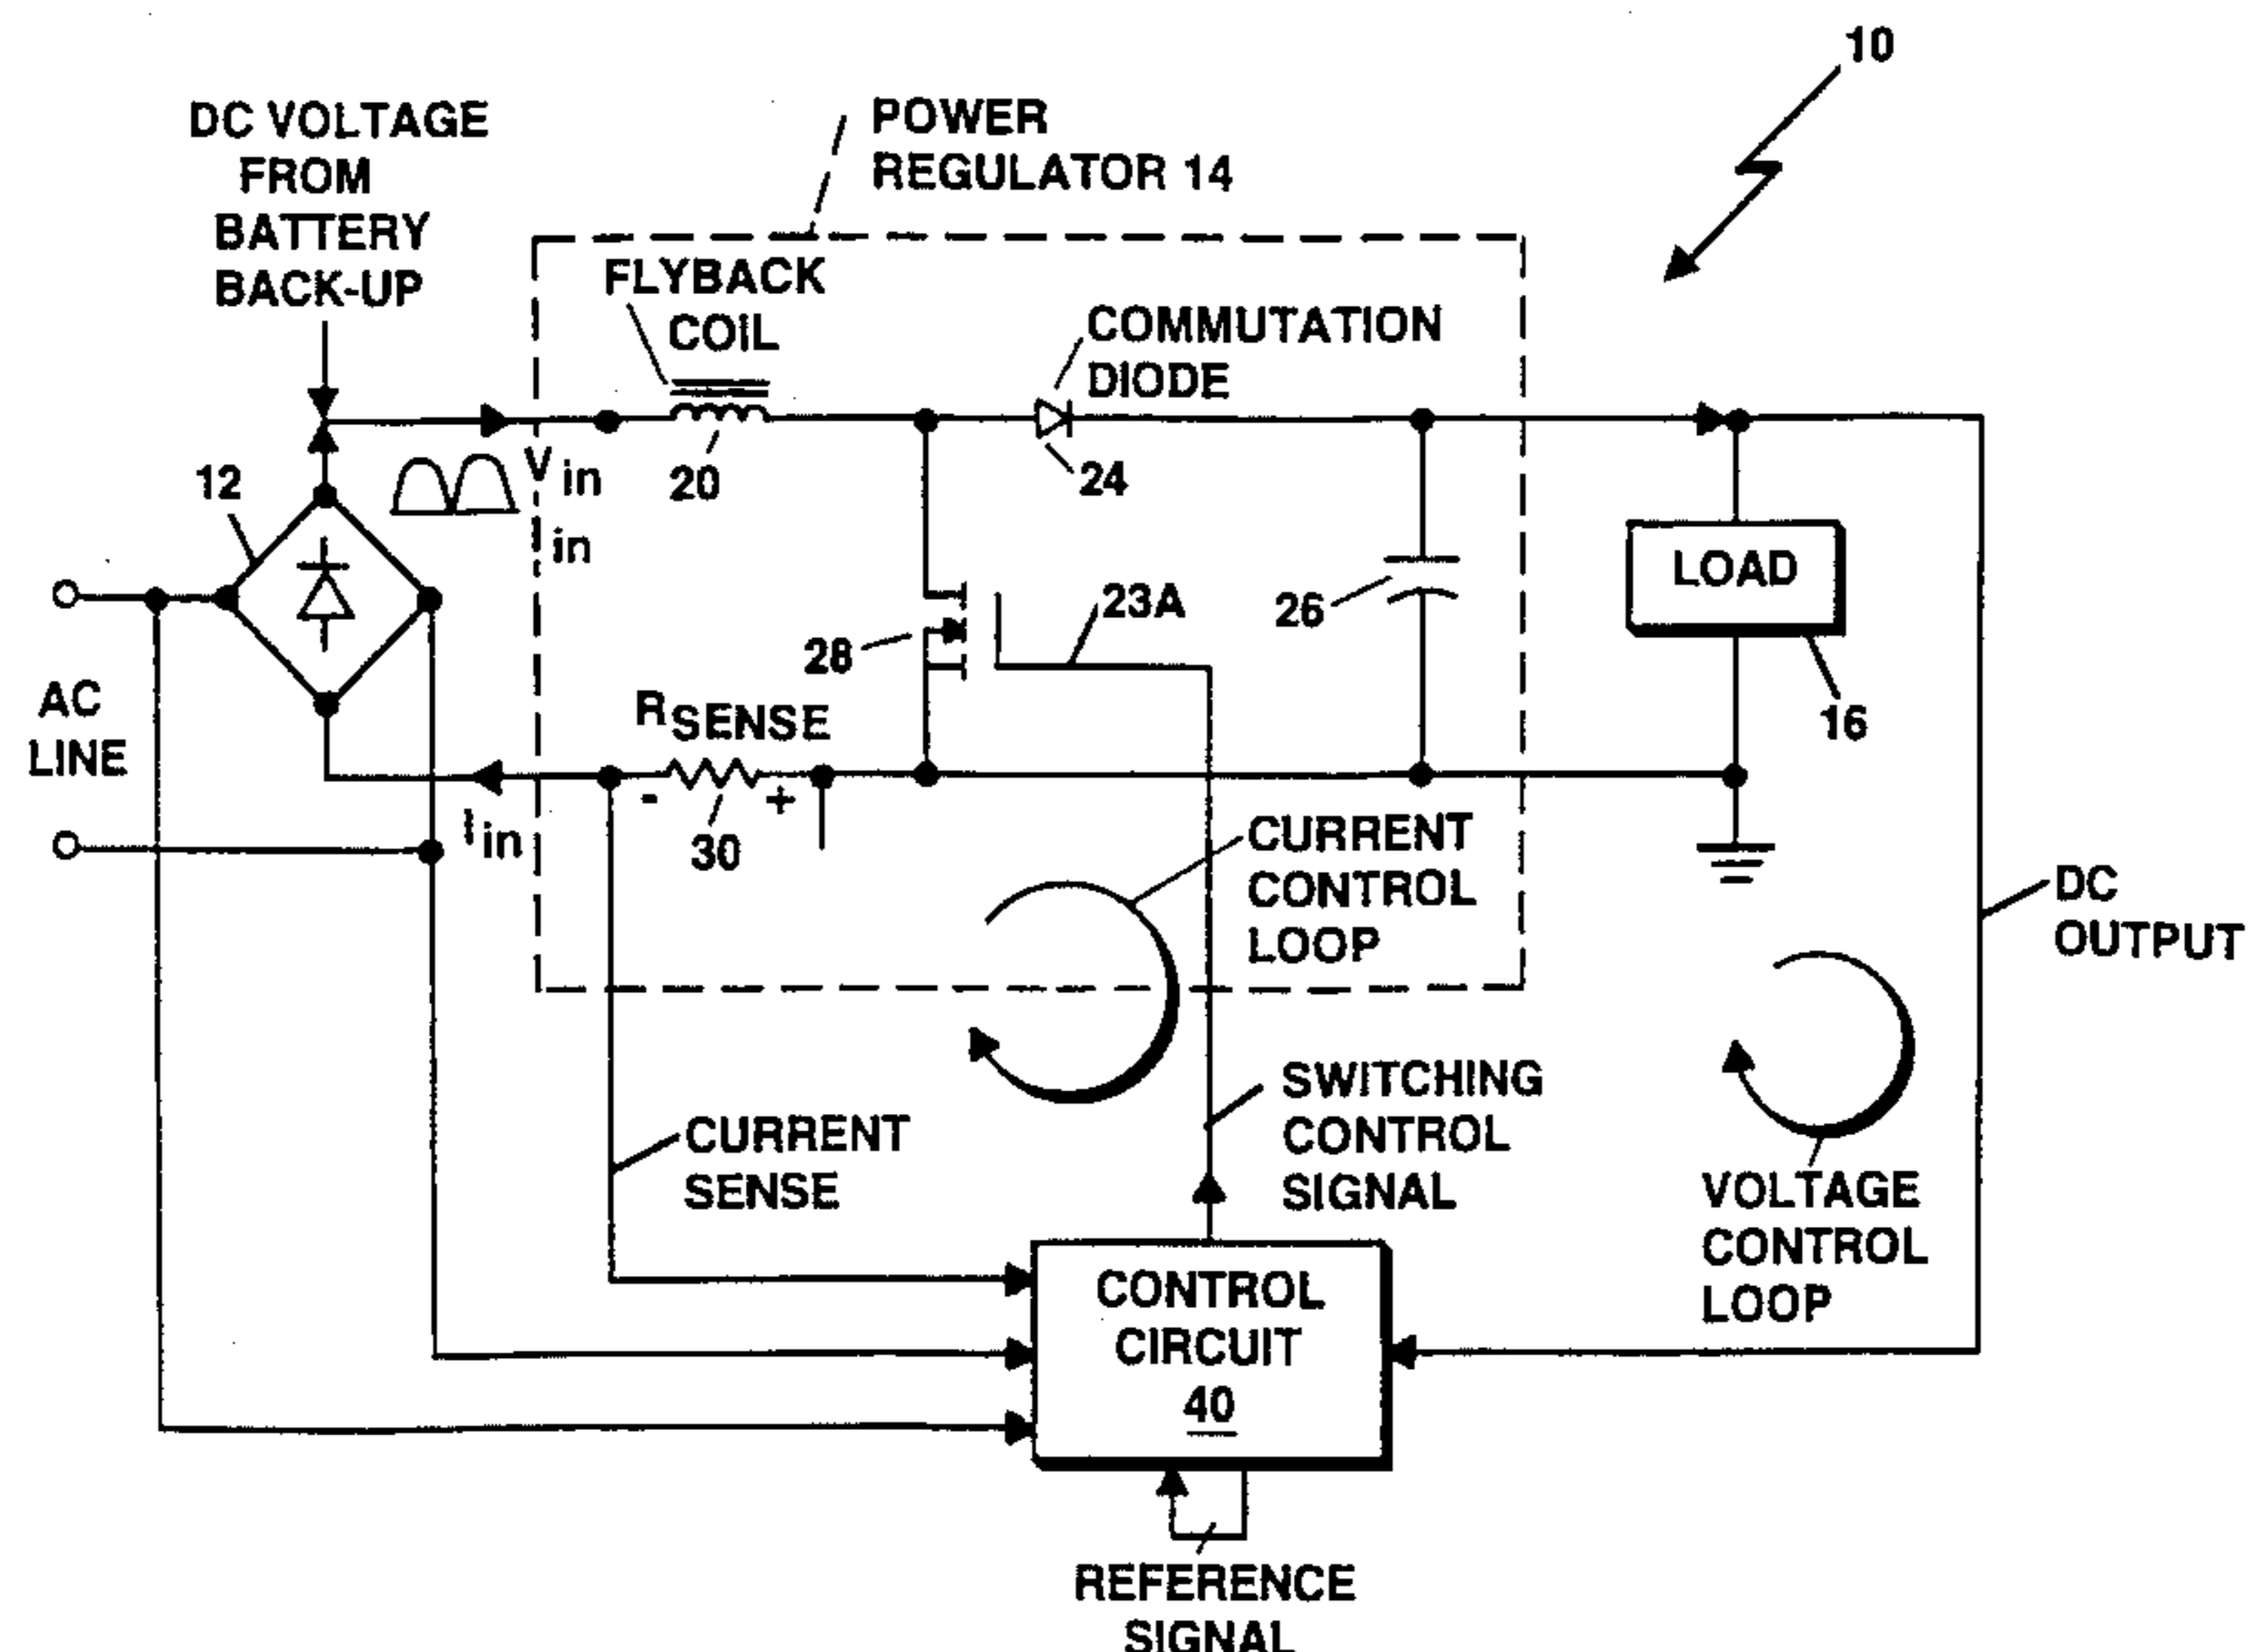 10
DC VOLTAGE
FROM
BATTERY
BACK-UP
POWER
REGULATOR 14
FLYBACK
COIL
COMMUTATION
DIODE
12
Vin
in
20
24
LOAD
23A
26
28
16
AC
LINE
RSENSE
- +
30
Iin
CURRENT
CONTROL
LOOP
DC
OUTPUT
CURRENT
SENSE
SWITCHING
CONTROL
SIGNAL
VOLTAGE
CONTROL
LOOP
CONTROL
CIRCUIT
40
REFERENCE
SIGNAL